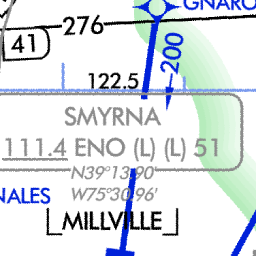 GNARO
276
41
200
122.5
SMYRNA
111.4 ENO (L) (L) 51
N39°13.90'
W75°30.96'
NALES
MILLVILLE